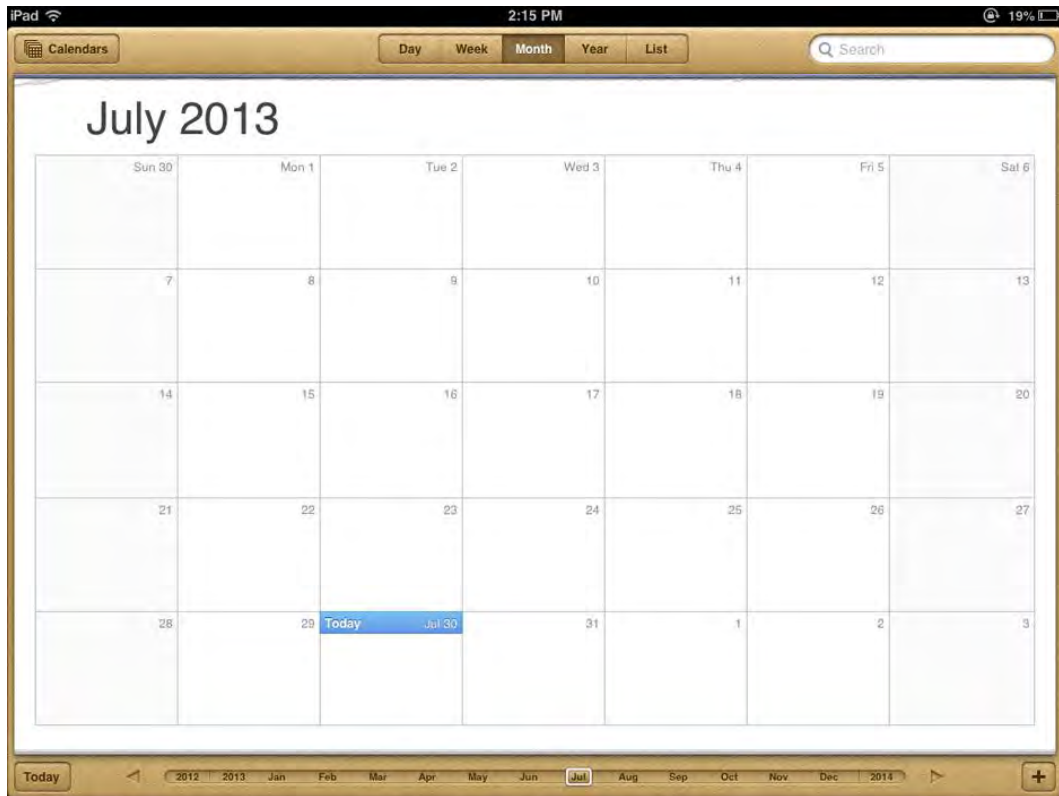 iPad 2:15 PM 19%
Calendars Day Week Month Year List Search
July 2013
Sun 30 Mon 1 Tue 2 Wed 3 Thu 4 Fri 5 Sat 6
7 8 9 10 11 12 13
14 15 16 17 18 19 20
21 22 23 24 25 26 27
28 29 Today Jul 30 31 1 2 3
Today 2012 2013 Jan Feb Mar Apr May Jun Jul Aug Sep Oct Nov Dec 2014 +